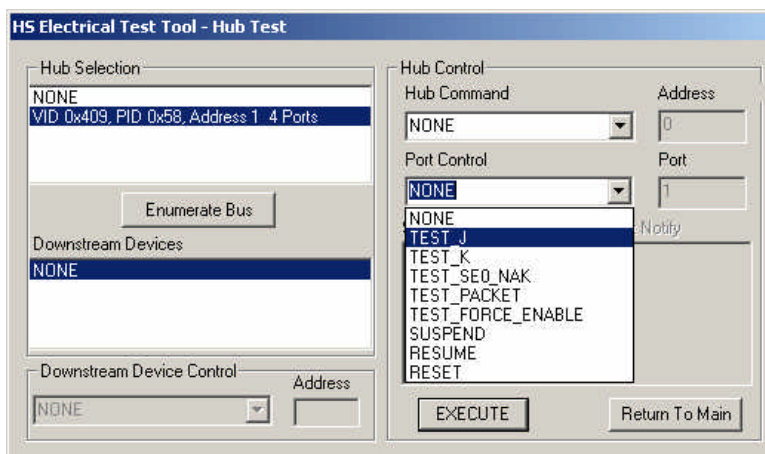 HS Electrical Test Tool - Hub Test
Hub Selection
NONE
VID 0x409, PID 0x58, Address 1 4 Ports
Enumerate Bus
Downstream Devices
NONE
Downstream Device Control
Address
NONE
Hub Control
Hub Command
Address
NONE
0
Port Control
Port
NONE
1
NONE
TEST_J
TEST_K
TEST_SE0_NAK
TEST_PACKET
TEST_FORCE_ENABLE
SUSPEND
RESUME
RESET
Notify
EXECUTE
Return To Main